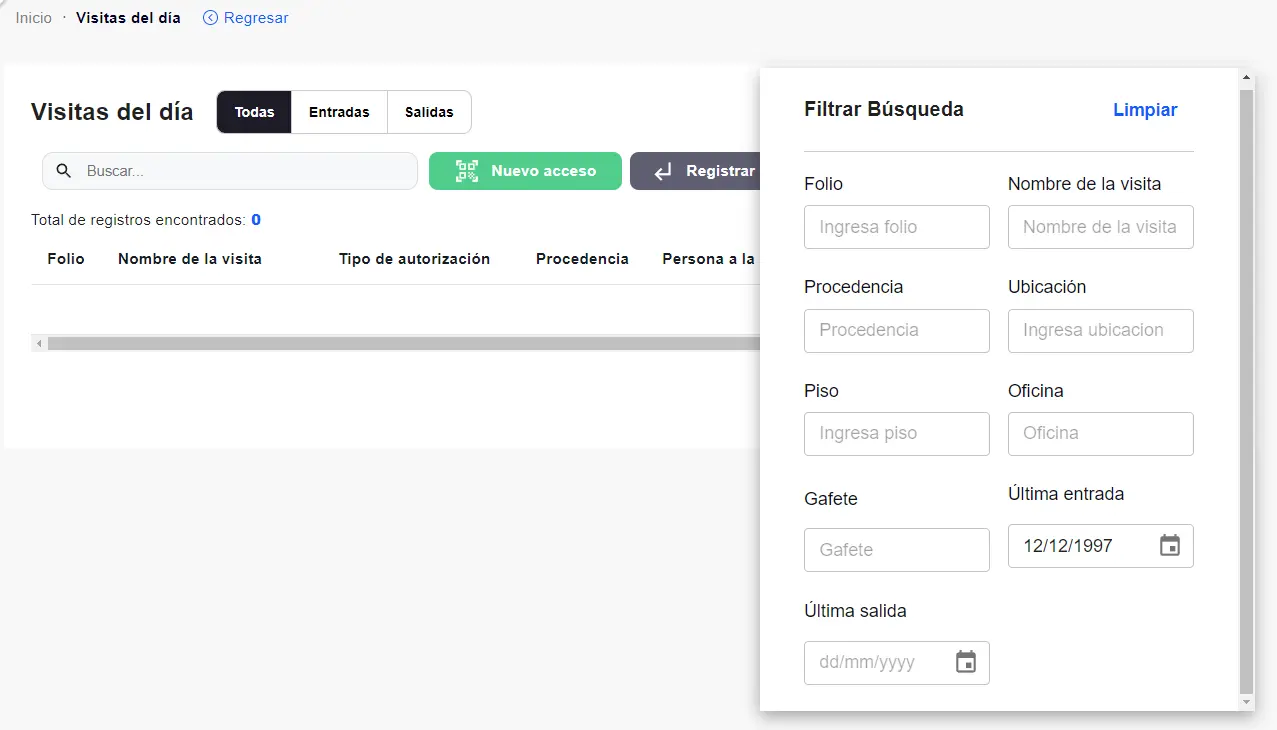 Inicio · Visitas del día Regresar
Visitas del día Todas Entradas Salidas
Buscar... Nuevo acceso Registrar
Total de registros encontrados: 0
Folio Nombre de la visita Tipo de autorización Procedencia Persona a la
Filtrar Búsqueda Limpiar
Folio Nombre de la visita
Ingresa folio Nombre de la visita
Procedencia Ubicación
Procedencia Ingresa ubicacion
Piso Oficina
Ingresa piso Oficina
Gafete Última entrada
Gafete 12/12/1997
Última salida
dd/mm/yyyy